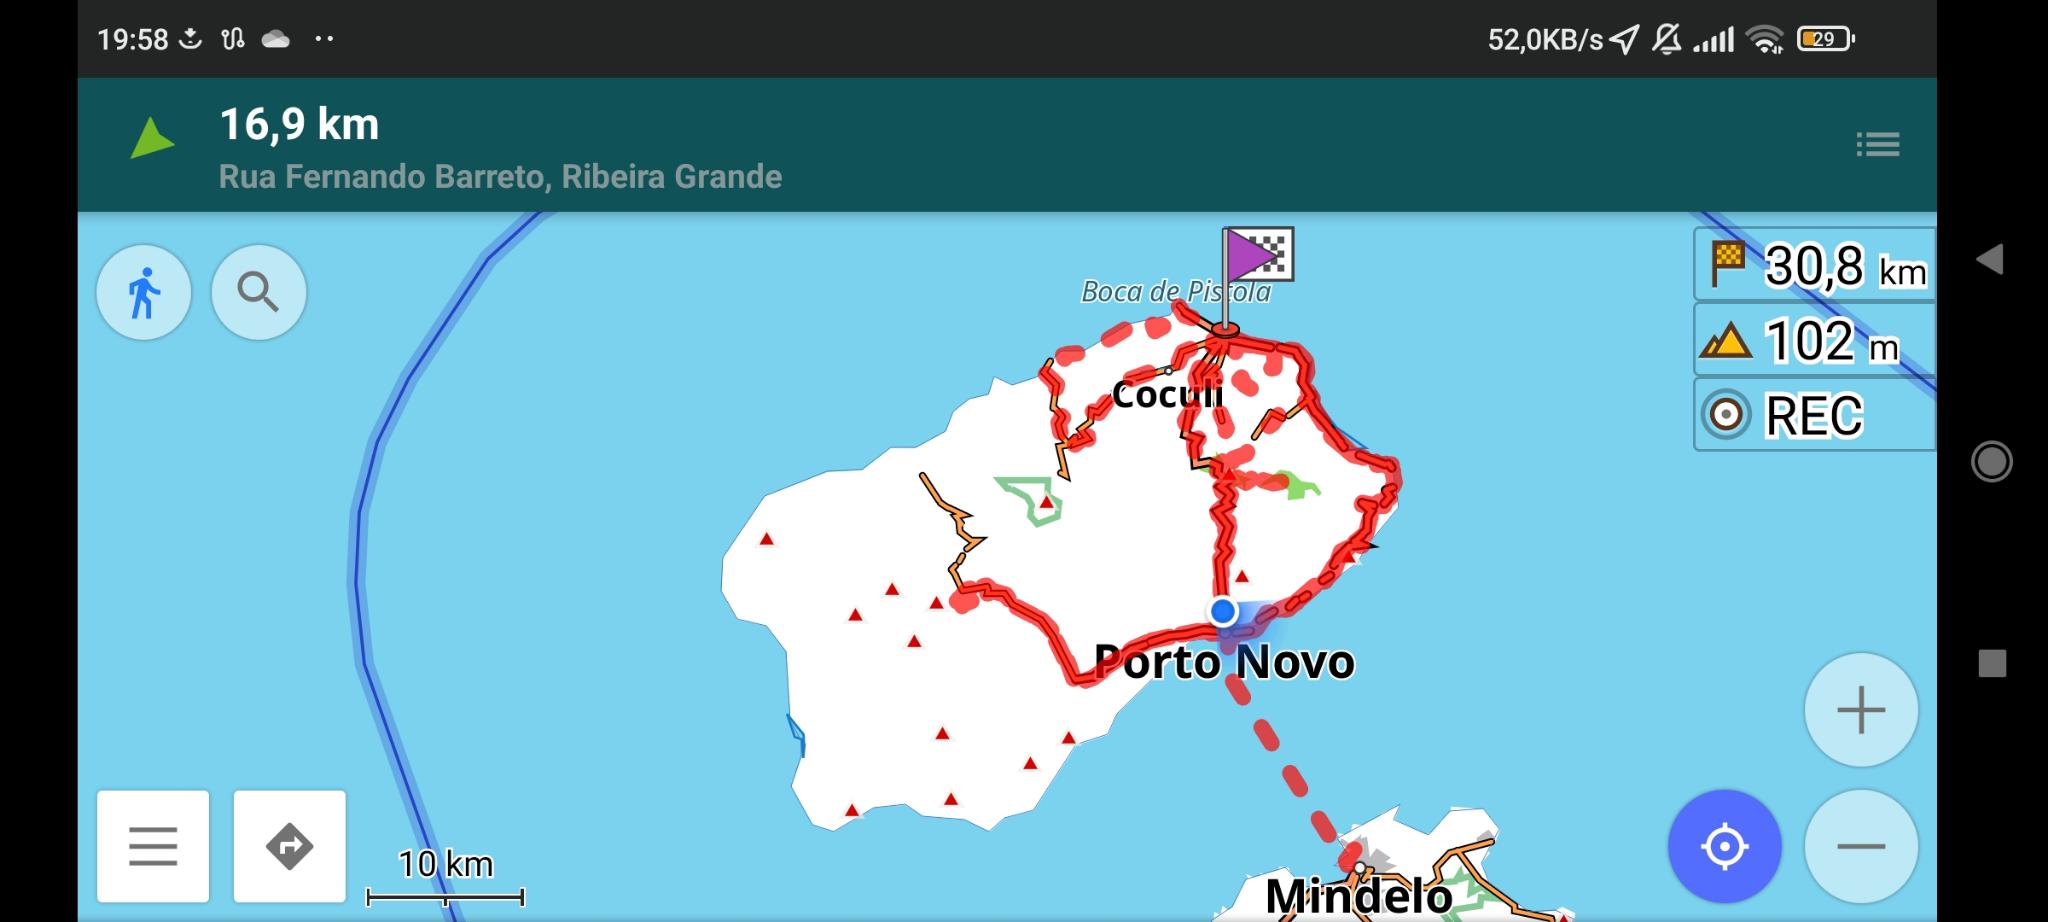 19:58
52,0KB/s
29
16,9 km
Rua Fernando Barreto, Ribeira Grande
Boca de Pistola
30,8 km
102 m
REC
Coculi
Porto Novo
10 km
Mindelo